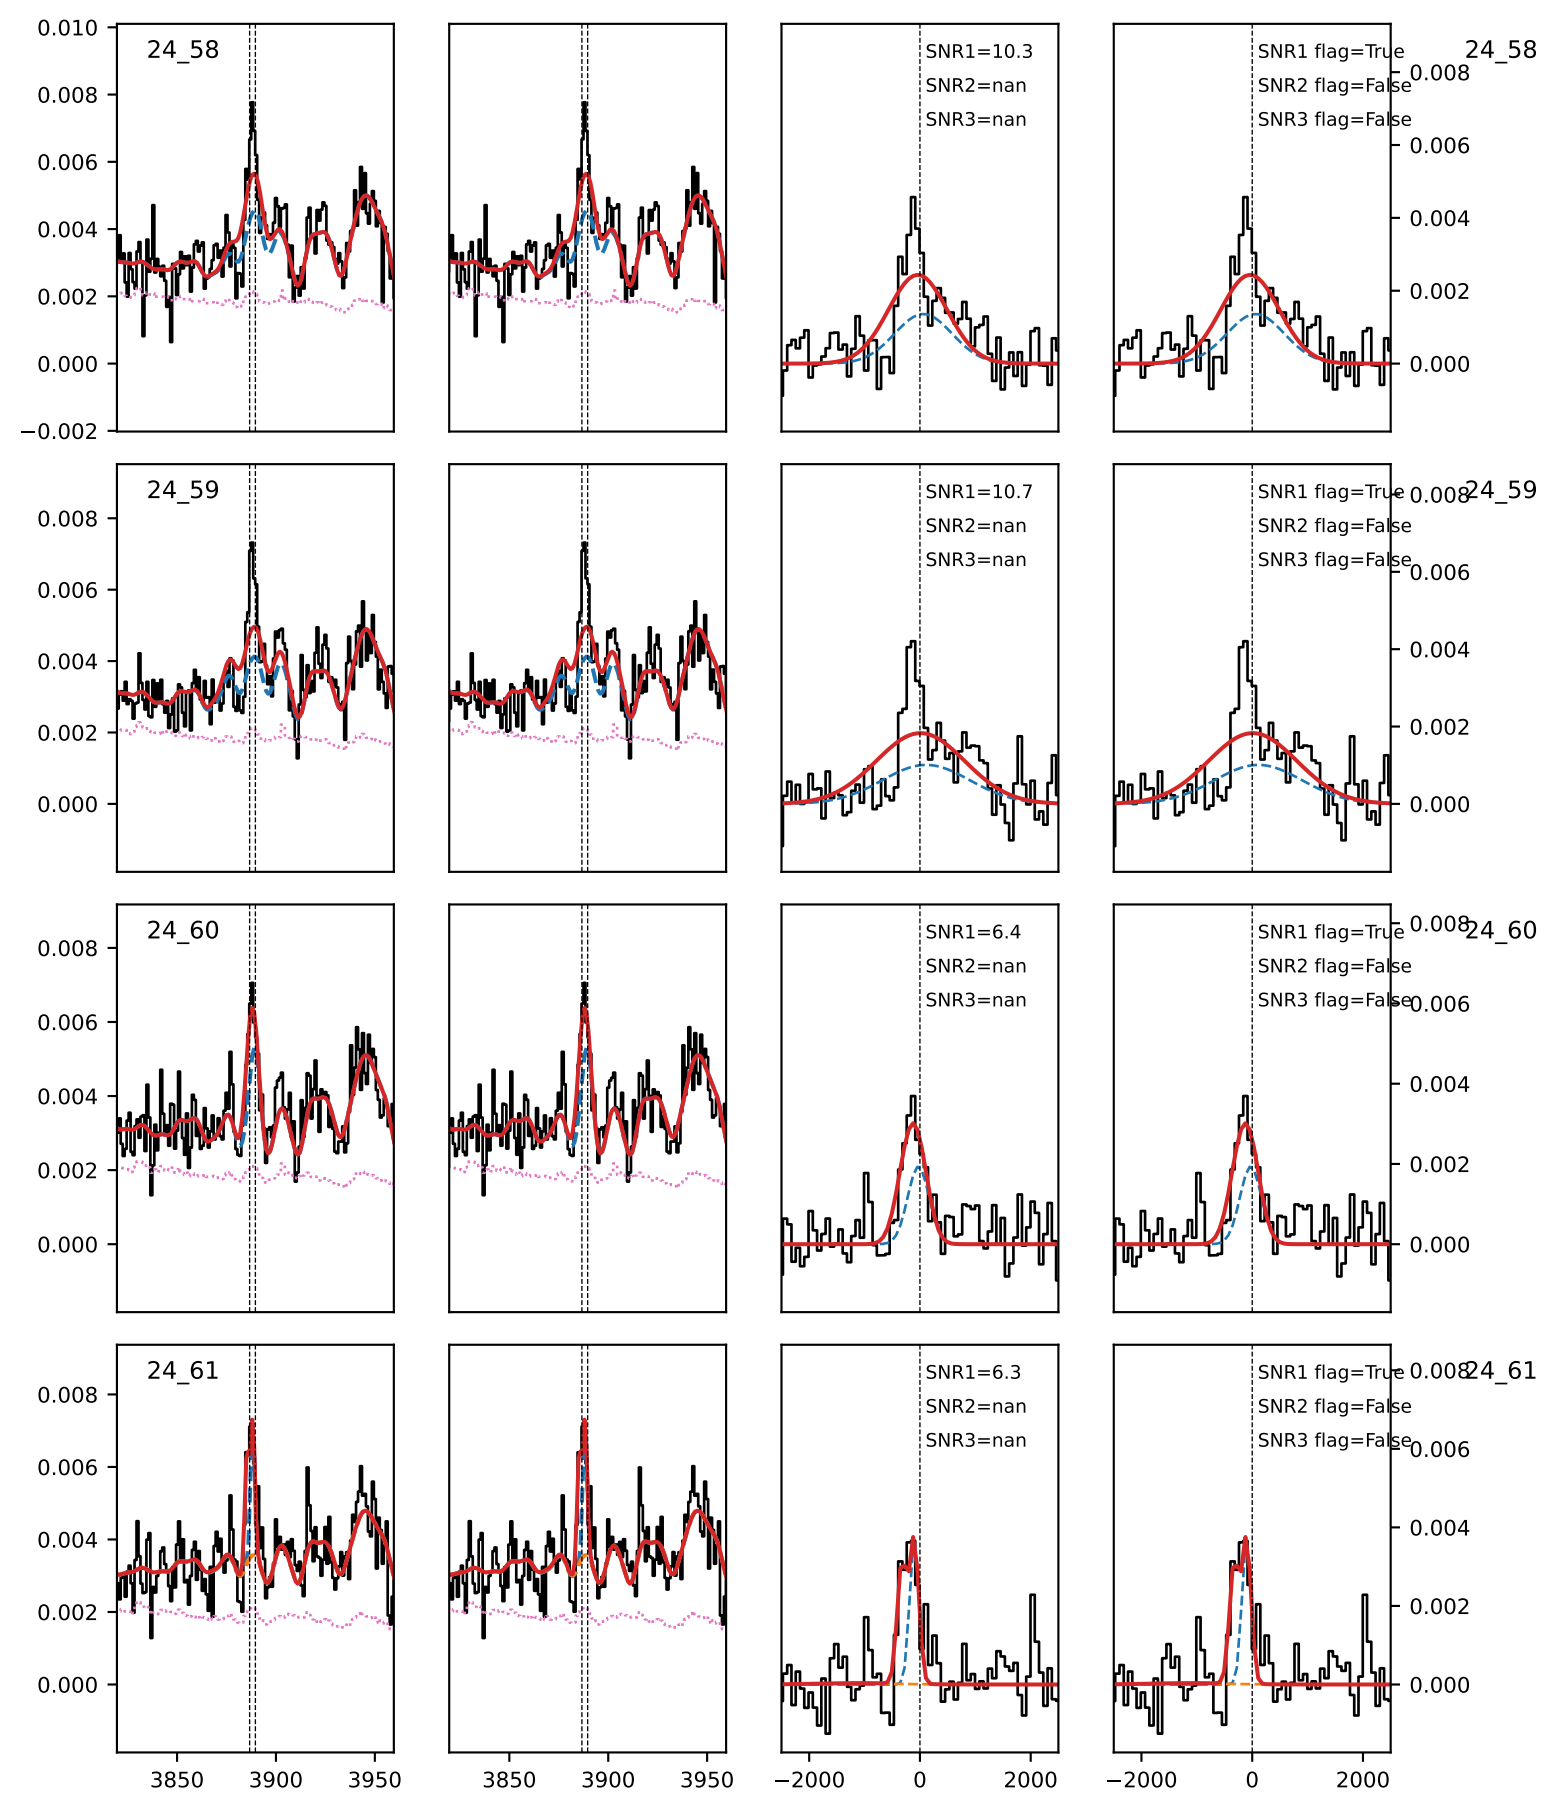 0.010
0.008
0.006
0.004
0.002
0.000
−0.002
24_58
SNR1=10.3
SNR2=nan
SNR3=nan
SNR1 flag=True
SNR2 flag=False
SNR3 flag=False
0.008
0.006
0.004
0.002
0.000
24_58
0.008
0.006
0.004
0.002
0.000
24_59
SNR1=10.7
SNR2=nan
SNR3=nan
SNR1 flag=True
SNR2 flag=False
SNR3 flag=False
0.008
0.006
0.004
0.002
0.000
24_59
0.008
0.006
0.004
0.002
0.000
24_60
SNR1=6.4
SNR2=nan
SNR3=nan
SNR1 flag=True
SNR2 flag=False
SNR3 flag=False
0.008
0.006
0.004
0.002
0.000
24_60
0.008
0.006
0.004
0.002
0.000
24_61
SNR1=6.3
SNR2=nan
SNR3=nan
SNR1 flag=True
SNR2 flag=False
SNR3 flag=False
0.008
0.006
0.004
0.002
0.000
24_61
3850 3900 3950
3850 3900 3950
−2000 0 2000
−2000 0 2000